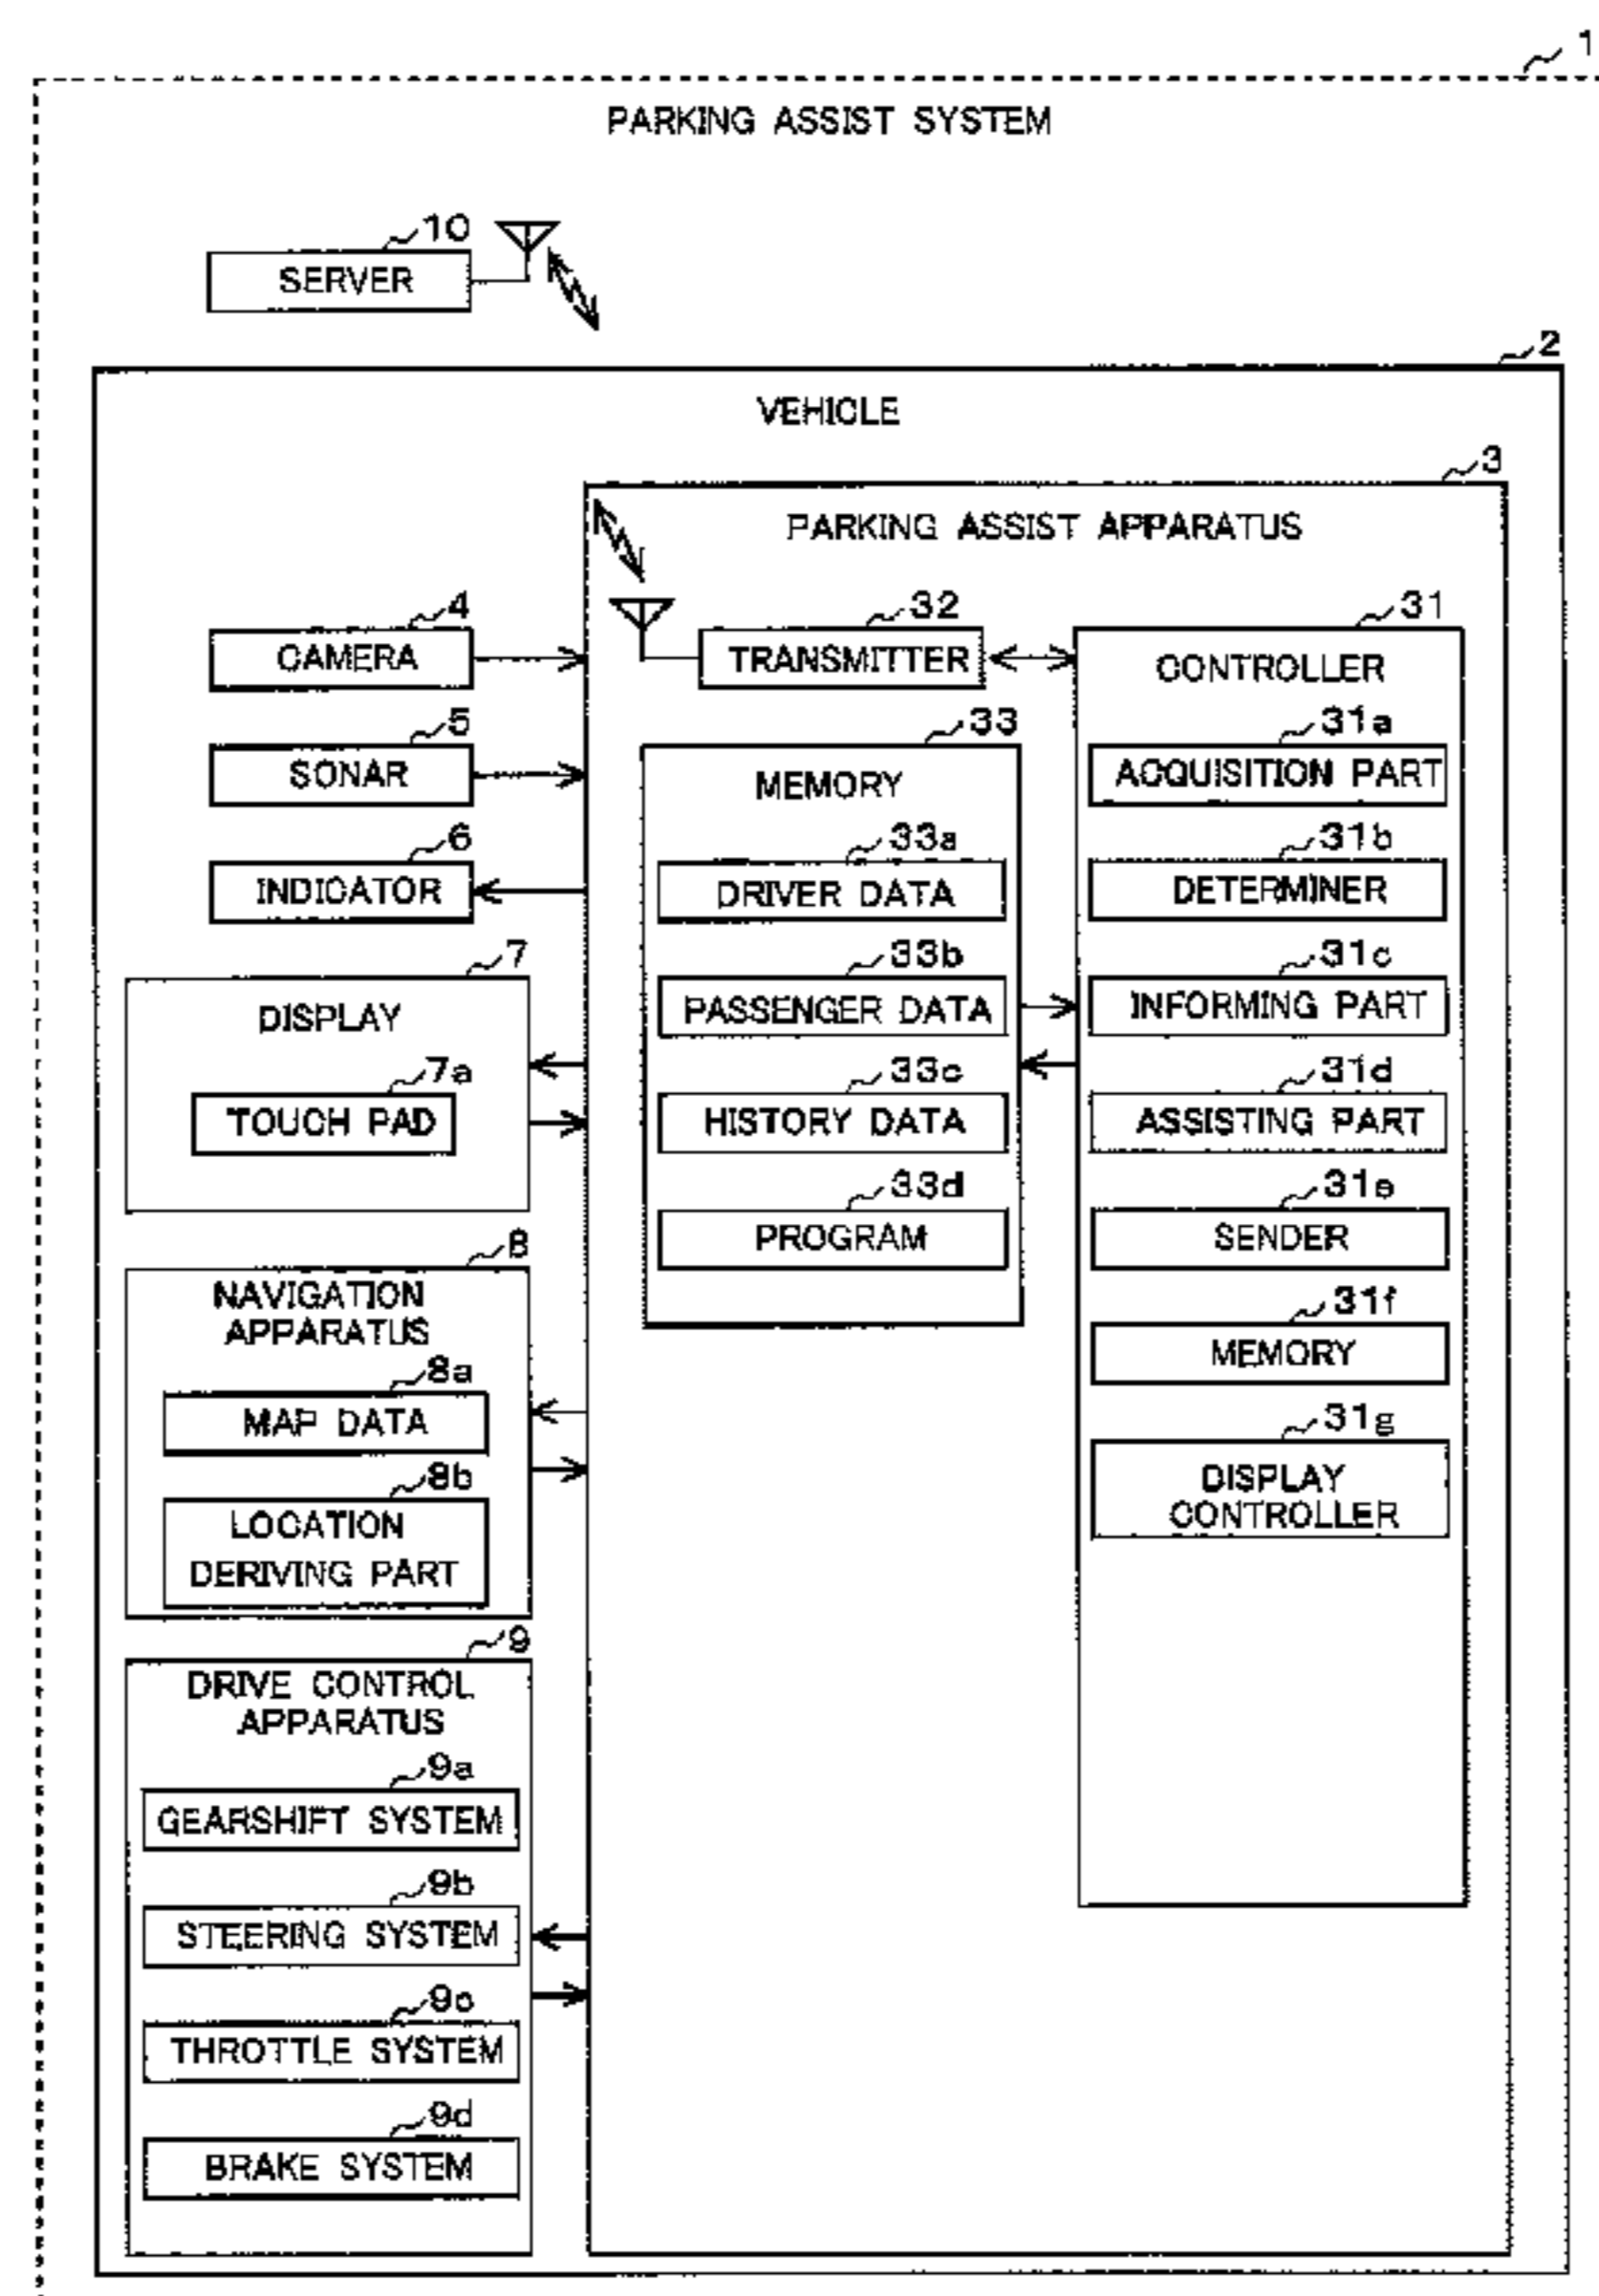 1
PARKING ASSIST SYSTEM
10
SERVER
2
VEHICLE
3
PARKING ASSIST APPARATUS
4
CAMERA
32
TRANSMITTER
31
CONTROLLER
5
SONAR
33
MEMORY
31a
ACQUISITION PART
6
INDICATOR
33a
DRIVER DATA
31b
DETERMINER
7
DISPLAY
33b
PASSENGER DATA
31c
INFORMING PART
7a
TOUCH PAD
33c
HISTORY DATA
31d
ASSISTING PART
33d
PROGRAM
31e
SENDER
8
NAVIGATION
APPARATUS
31f
MEMORY
8a
MAP DATA
31g
DISPLAY
CONTROLLER
8b
LOCATION
DERIVING PART
9
DRIVE CONTROL
APPARATUS
9a
GEARSHIFT SYSTEM
9b
STEERING SYSTEM
9c
THROTTLE SYSTEM
9d
BRAKE SYSTEM